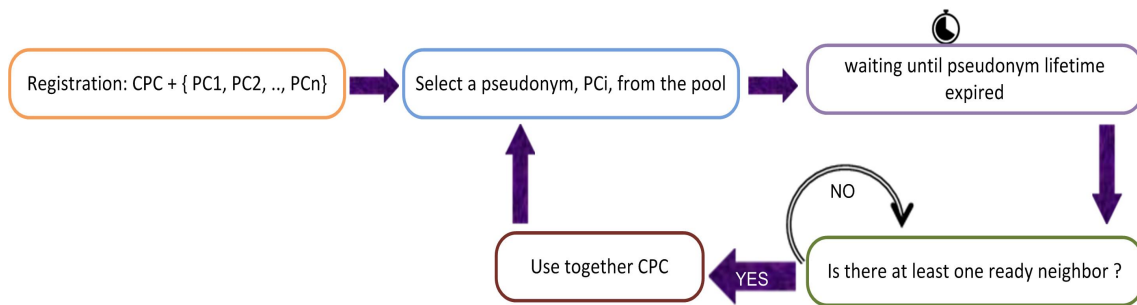 Registration: CPC + { PC1, PC2, .., PCn}
Select a pseudonym, PCi, from the pool
waiting until pseudonym lifetime
expired
NO
Is there at least one ready neighbor ?
YES
Use together CPC